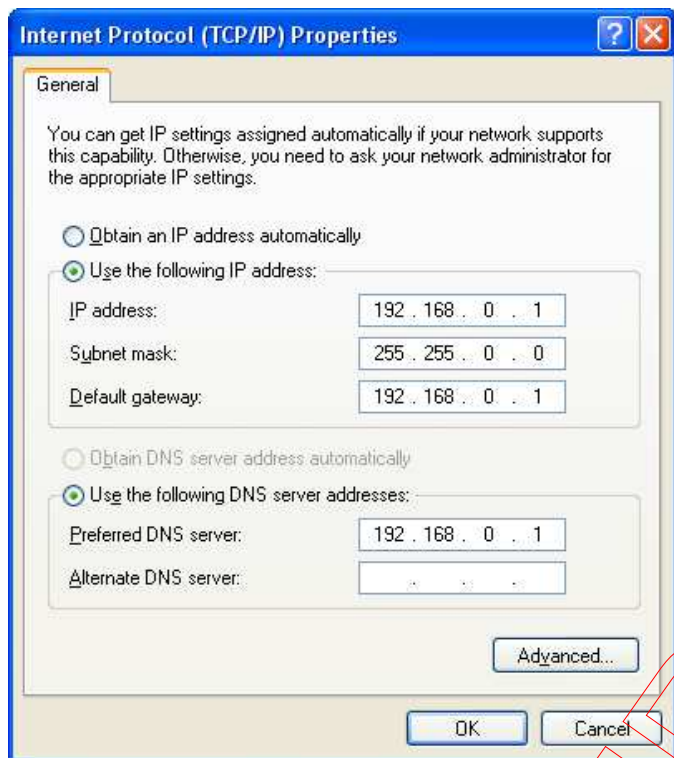 Internet Protocol (TCP/IP) Properties
General
You can get IP settings assigned automatically if your network supports
this capability. Otherwise, you need to ask your network administrator for
the appropriate IP settings.
Obtain an IP address automatically
Use the following IP address:
IP address: 192 . 168 . 0 . 1
Subnet mask: 255 . 255 . 0 . 0
Default gateway: 192 . 168 . 0 . 1
Obtain DNS server address automatically
Use the following DNS server addresses:
Preferred DNS server: 192 . 168 . 0 . 1
Alternate DNS server: . . .
Advanced...
OK Cancel